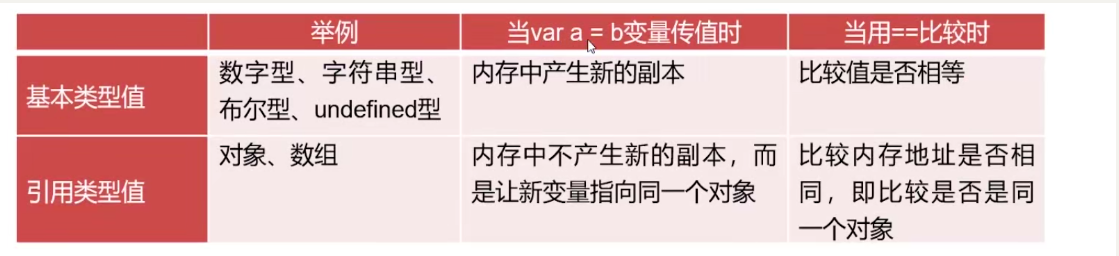 举例
当var a = b变量传值时
当用==比较时
基本类型值
数字型、字符串型、
布尔型、undefined型
内存中产生新的副本
比较值是否相等
引用类型值
对象、数组
内存中不产生新的副本，而
是让新变量指向同一个对象
比较内存地址是否相
同，即比较是否是同
一个对象